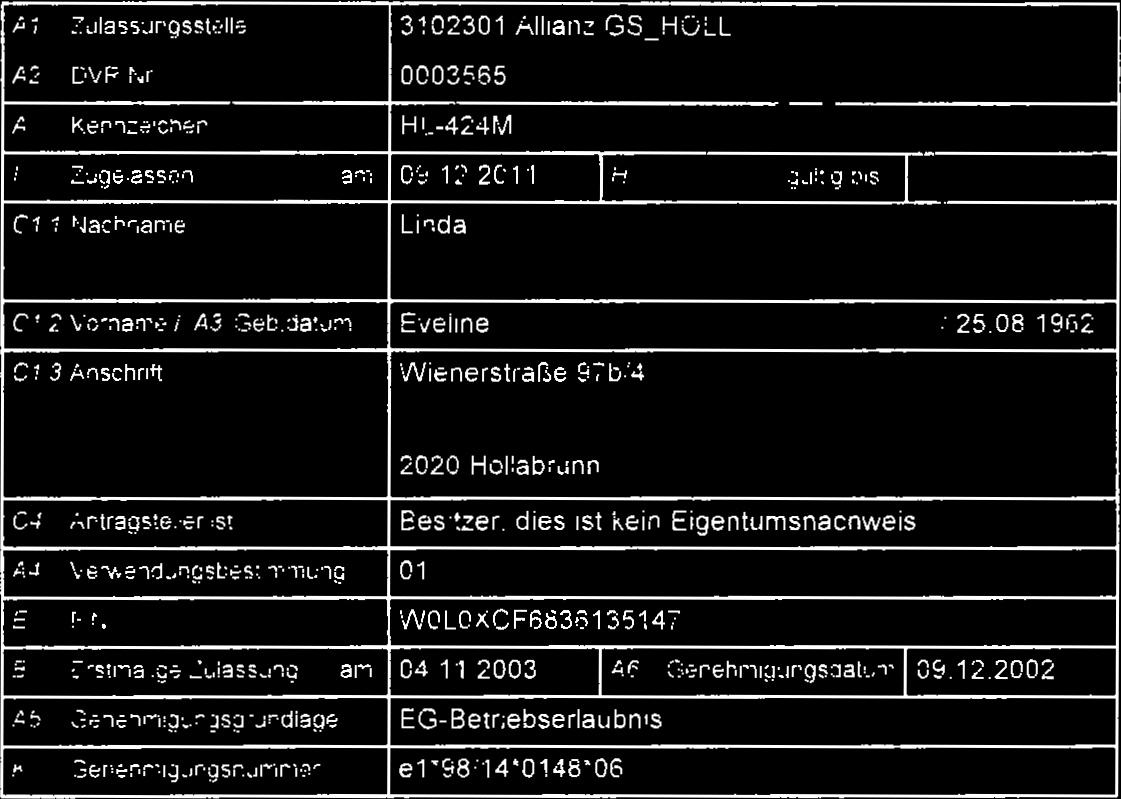 A1 Zulassungsstelle 3102301 Allianz GS_HOLL
A2 DVR Nr 0003565
A Kennzeichen HL-424M
I Zugelassen am 09 12 2011 H gültig bis
C1 1 Nachname Linda
C1 2 Vorname / A3 Geb.datum Eveline / 25.08 1962
C1 3 Anschrift Wienerstraße 97b/4
2020 Hollabrunn
C4 Antragsteller ist Besitzer, dies ist kein Eigentumsnachweis
A4 Verwendungsbestimmung 01
E W0L0XCF6836135147
B Erstmalige Zulassung am 04 11 2003 A6 Genehmigungsdatum 09.12.2002
A5 Genehmigungsgrundlage EG-Betriebserlaubnis
K Genehmigungsnummer e1*98/14*0148*06